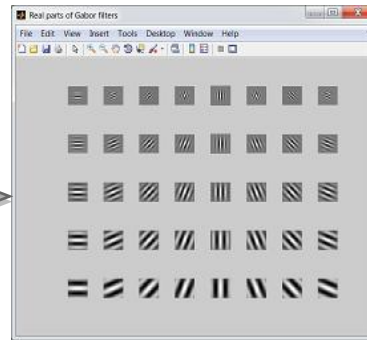 Real parts of Gabor filters
File Edit View Insert Tools Desktop Window Help